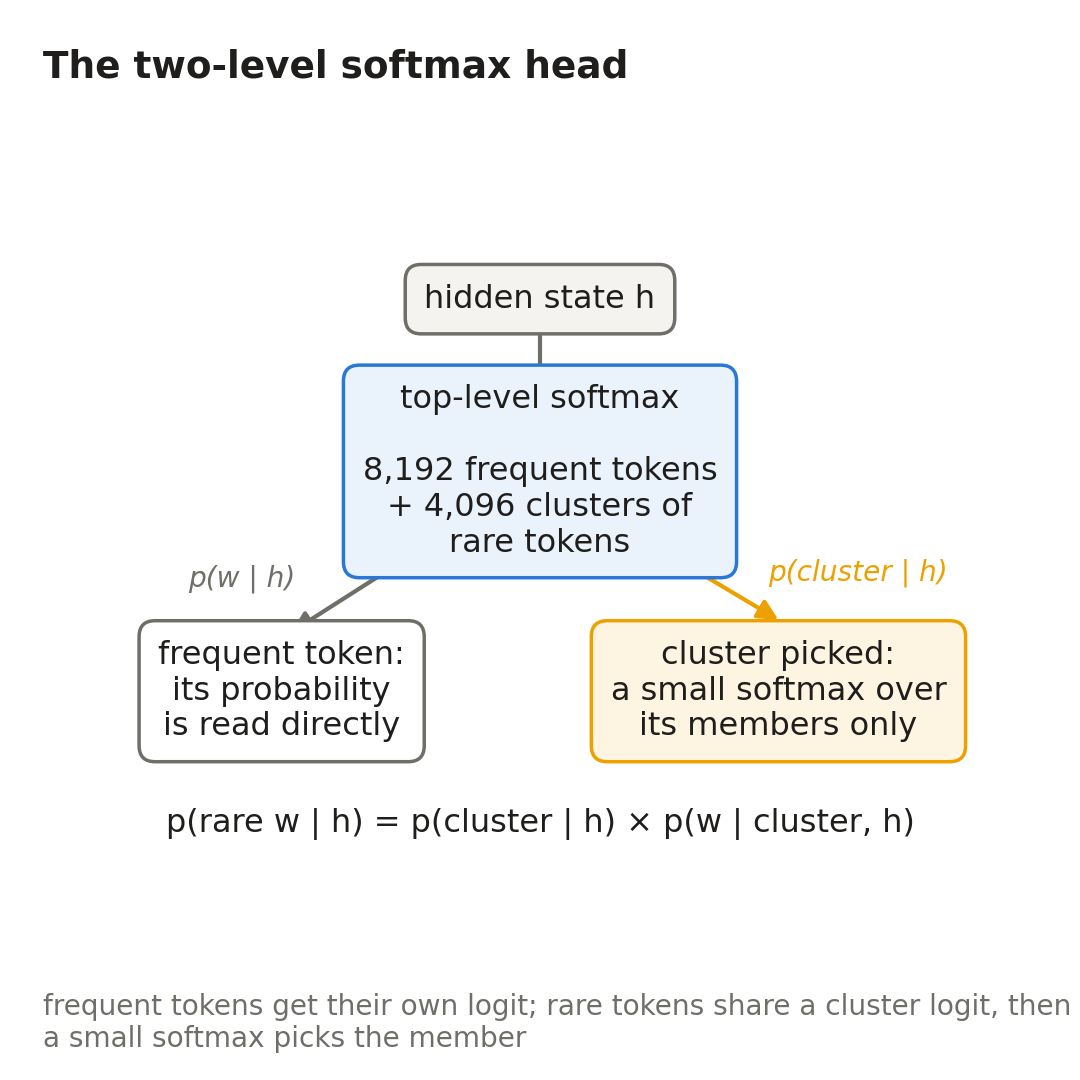 The two-level softmax head
hidden state h
top-level softmax
8,192 frequent tokens
+ 4,096 clusters of
rare tokens
p(w | h)
p(cluster | h)
frequent token:
its probability
is read directly
cluster picked:
a small softmax over
its members only
p(rare w | h) = p(cluster | h) × p(w | cluster, h)
frequent tokens get their own logit; rare tokens share a cluster logit, then
a small softmax picks the member